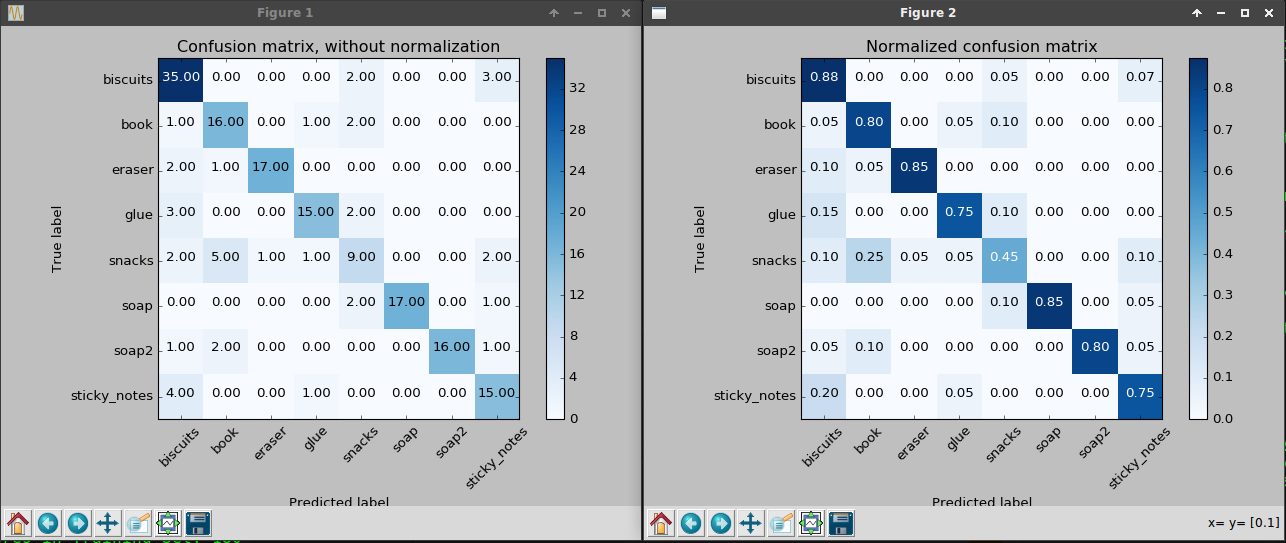 Figure 1
Confusion matrix, without normalization
biscuits 35.00 0.00 0.00 0.00 2.00 0.00 0.00 3.00
book 1.00 16.00 0.00 1.00 2.00 0.00 0.00 0.00
eraser 2.00 1.00 17.00 0.00 0.00 0.00 0.00 0.00
glue 3.00 0.00 0.00 15.00 2.00 0.00 0.00 0.00
snacks 2.00 5.00 1.00 1.00 9.00 0.00 0.00 2.00
soap 0.00 0.00 0.00 0.00 2.00 17.00 0.00 1.00
soap2 1.00 2.00 0.00 0.00 0.00 0.00 16.00 1.00
sticky_notes 4.00 0.00 0.00 1.00 0.00 0.00 0.00 15.00
biscuits book eraser glue snacks soap soap2 sticky_notes
True label
Predicted label
32
28
24
20
16
12
8
4
0
Figure 2
Normalized confusion matrix
biscuits 0.88 0.00 0.00 0.00 0.05 0.00 0.00 0.07
book 0.05 0.80 0.00 0.05 0.10 0.00 0.00 0.00
eraser 0.10 0.05 0.85 0.00 0.00 0.00 0.00 0.00
glue 0.15 0.00 0.00 0.75 0.10 0.00 0.00 0.00
snacks 0.10 0.25 0.05 0.05 0.45 0.00 0.00 0.10
soap 0.00 0.00 0.00 0.00 0.10 0.85 0.00 0.05
soap2 0.05 0.10 0.00 0.00 0.00 0.00 0.80 0.05
sticky_notes 0.20 0.00 0.00 0.05 0.00 0.00 0.00 0.75
biscuits book eraser glue snacks soap soap2 sticky_notes
True label
Predicted label
0.8
0.7
0.6
0.5
0.4
0.3
0.2
0.1
0.0
x= y= [0.1]